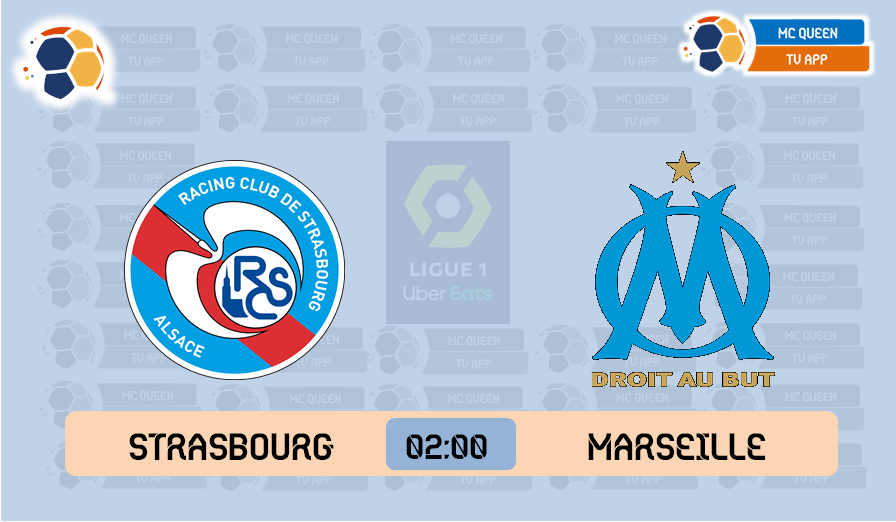 MC QUEEN
TV APP
RACING CLUB DE STRASBOURG
ALSACE
RSC
LIGUE 1
Uber Eats
DROIT AU BUT
STRASBOURG 02:00 MARSEILLE